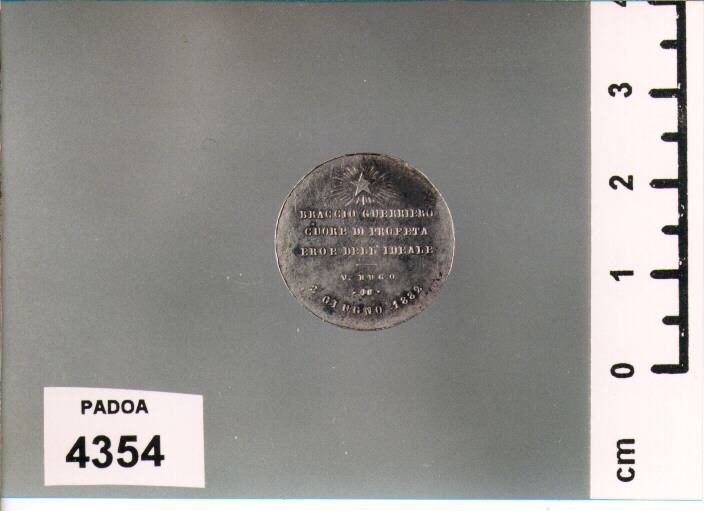 BRACCIO GUERRIERO
CUORE DI PROFETA
EROE DELL' IDEALE
V. HUGO
2 GIUGNO 1882
PADOA
4354
3
2
1
0
cm